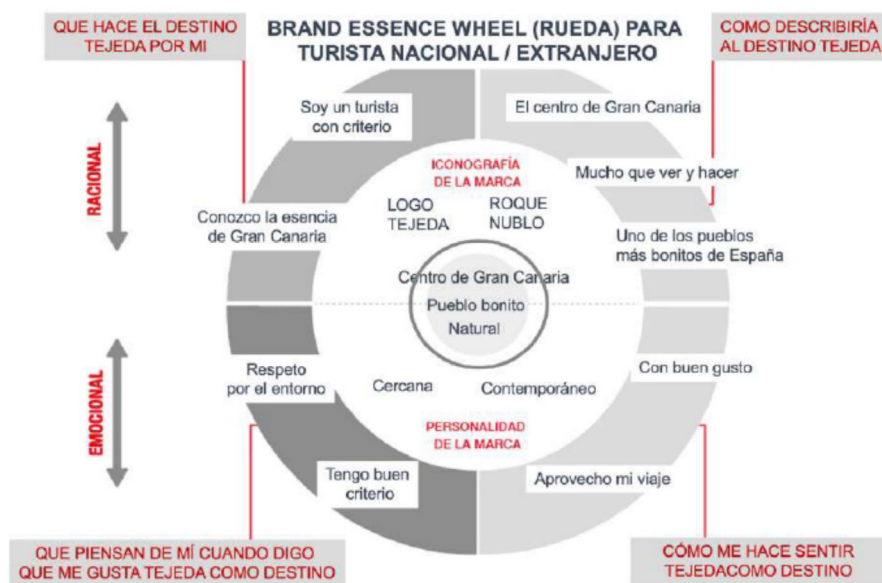 QUE HACE EL DESTINO
TEJEDA POR MI
BRAND ESSENCE WHEEL (RUEDA) PARA
TURISTA NACIONAL / EXTRANJERO
COMO DESCRIBIRÍA
AL DESTINO TEJEDA
RACIONAL
Soy un turista
con criterio
El centro de Gran Canaria
ICONOGRAFÍA
DE LA MARCA
Mucho que ver y hacer
LOGO
TEJEDA
ROQUE
NUBLO
Conozco la esencia
de Gran Canaria
Uno de los pueblos
más bonitos de España
Centro de Gran Canaria
Pueblo bonito
Natural
EMOCIONAL
Respeto
por el entorno
Cercana
Contemporáneo
Con buen gusto
PERSONALIDAD
DE LA MARCA
Tengo buen
criterio
Aprovecho mi viaje
QUE PIENSAN DE MÍ CUANDO DIGO
QUE ME GUSTA TEJEDA COMO DESTINO
CÓMO ME HACE SENTIR
TEJEDACOMO DESTINO